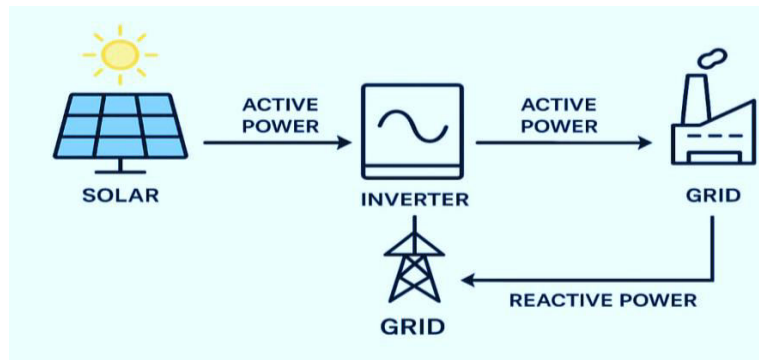 ACTIVE
POWER
ACTIVE
POWER
SOLAR
INVERTER
GRID
REACTIVE POWER
GRID